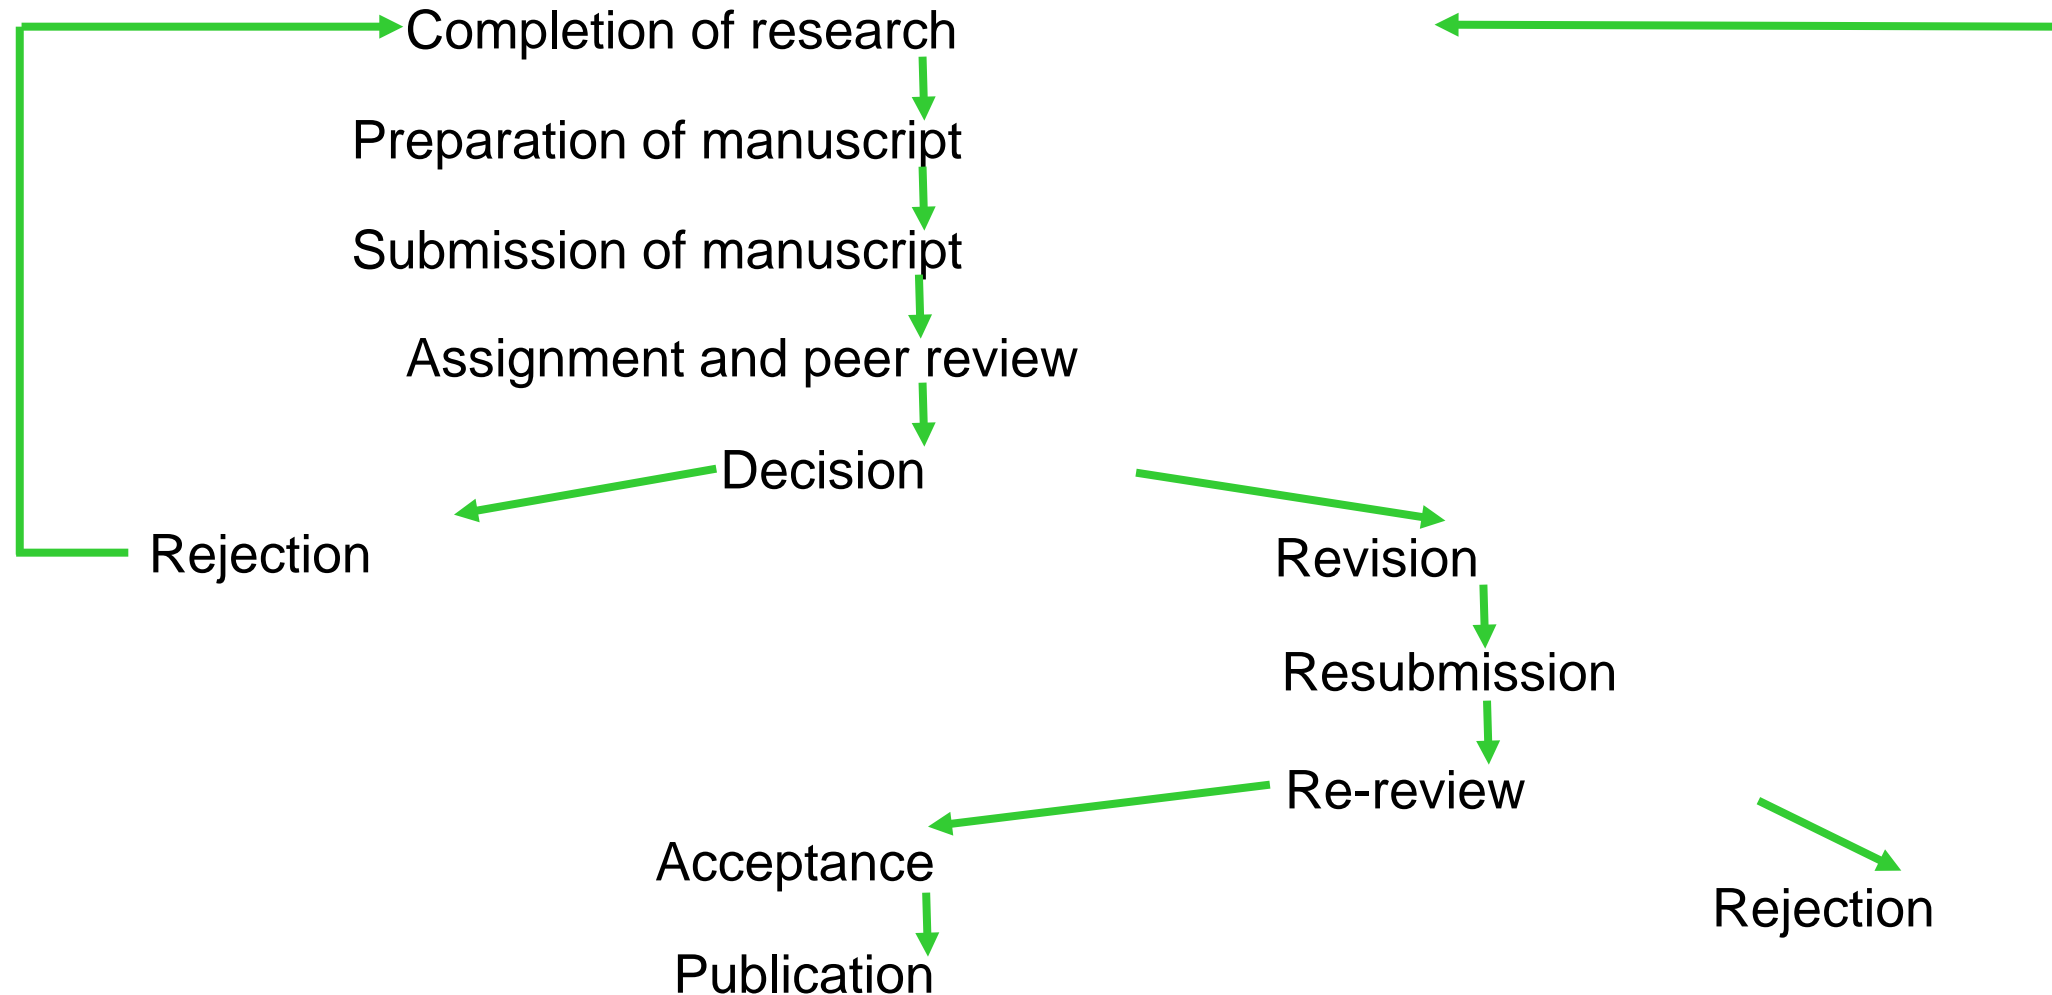 Completion of research
Preparation of manuscript
Submission of manuscript
Assignment and peer review
Decision
Rejection
Revision
Resubmission
Re-review
Acceptance
Rejection
Publication